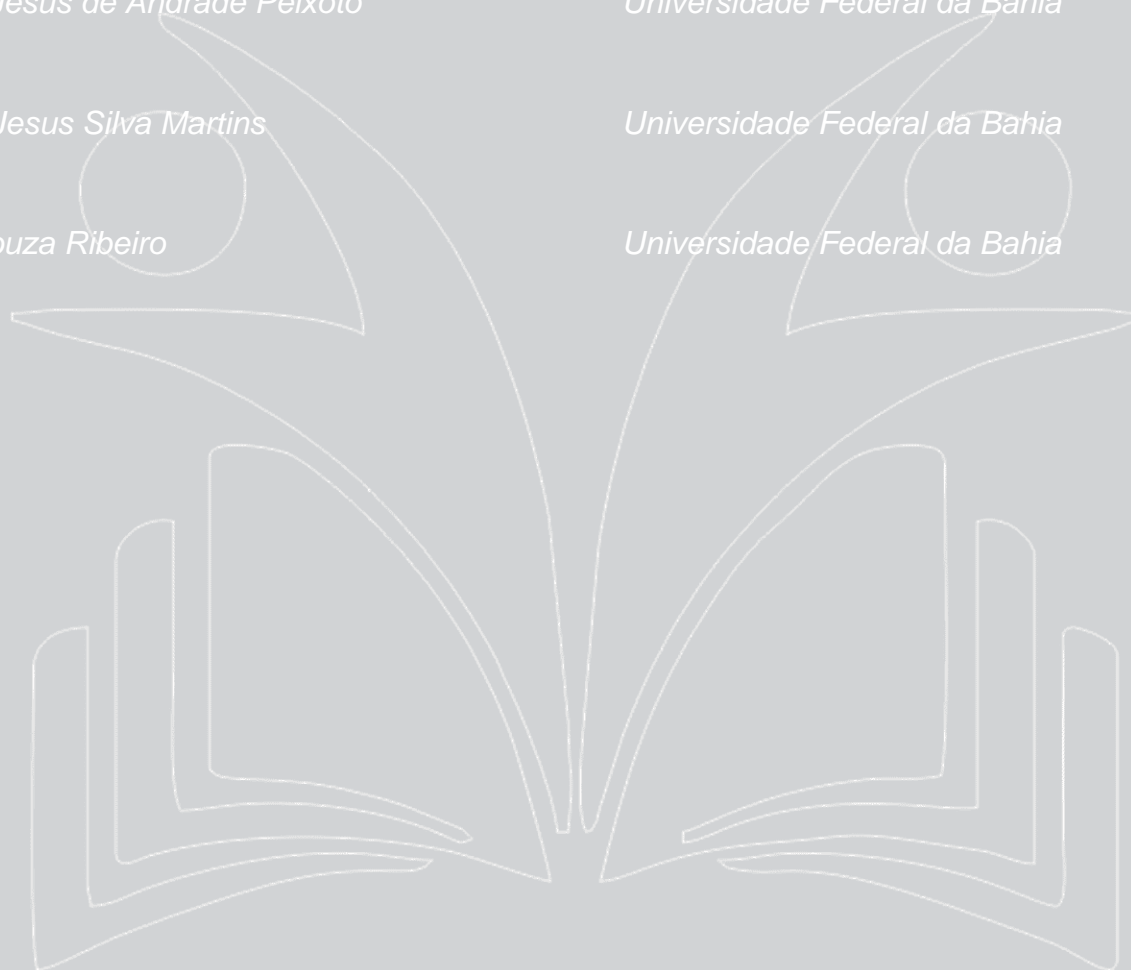 Jesus de Andrade Peixoto Universidade Federal da Bahia
Jesus Silva Martins Universidade Federal da Bahia
Ribeiro Universidade Federal da Bahia